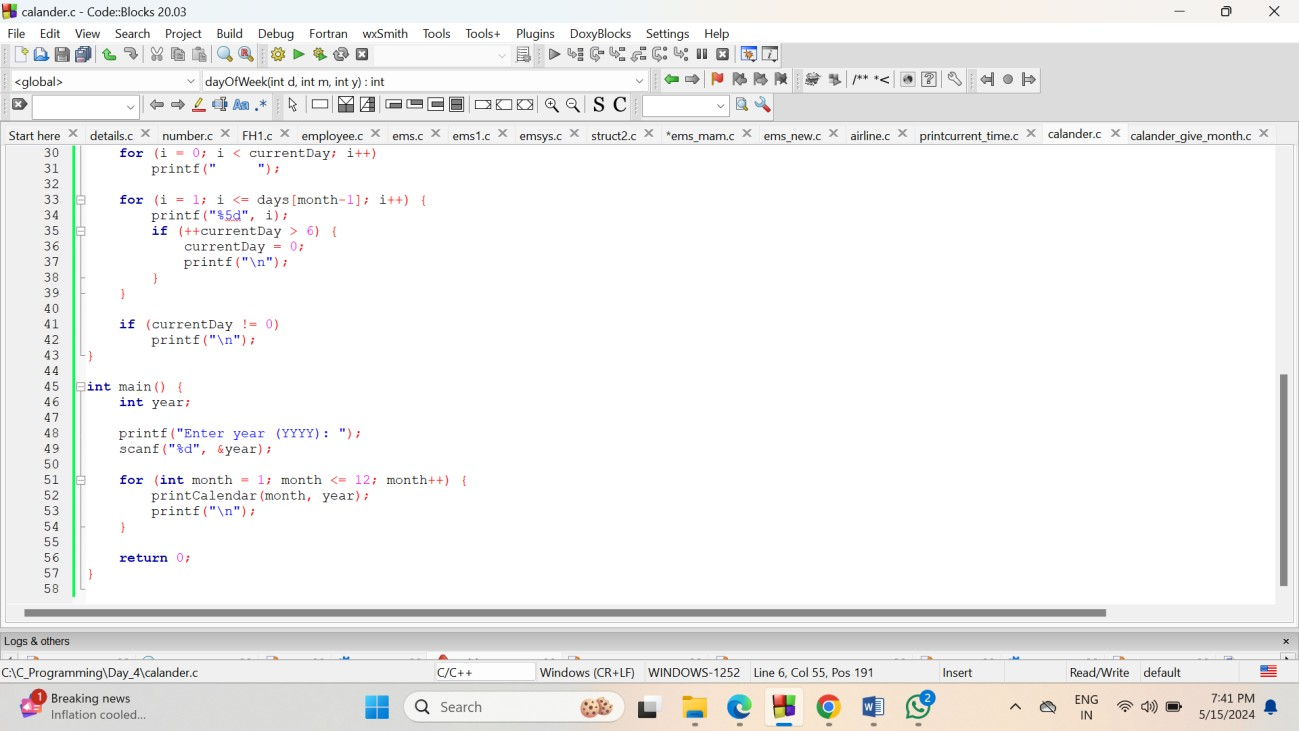 calander.c - Code::Blocks 20.03
File Edit View Search Project Build Debug Fortran wxSmith Tools Tools+ Plugins DoxyBlocks Settings Help
<global> dayOfWeek(int d, int m, int y) : int
/** *<
Aa .* S C
Start here details.c number.c FH1.c employee.c ems.c ems1.c emsys.c struct2.c *ems_mam.c ems_new.c airline.c printcurrent_time.c calander.c calander_give_month.c
30 for (i = 0; i < currentDay; i++)
31 printf("     ");
32
33 for (i = 1; i <= days[month-1]; i++) {
34 printf("%5d", i);
35 if (++currentDay > 6) {
36 currentDay = 0;
37 printf("\n");
38 }
39 }
40
41 if (currentDay != 0)
42 printf("\n");
43 }
44
45 int main() {
46 int year;
47
48 printf("Enter year (YYYY): ");
49 scanf("%d", &year);
50
51 for (int month = 1; month <= 12; month++) {
52 printCalendar(month, year);
53 printf("\n");
54 }
55
56 return 0;
57 }
58
Logs & others
C:\C_Programming\Day_4\calander.c C/C++ Windows (CR+LF) WINDOWS-1252 Line 6, Col 55, Pos 191 Insert Read/Write default
1 Breaking news
Inflation cooled...
Search
2
ENG
IN
7:41 PM
5/15/2024